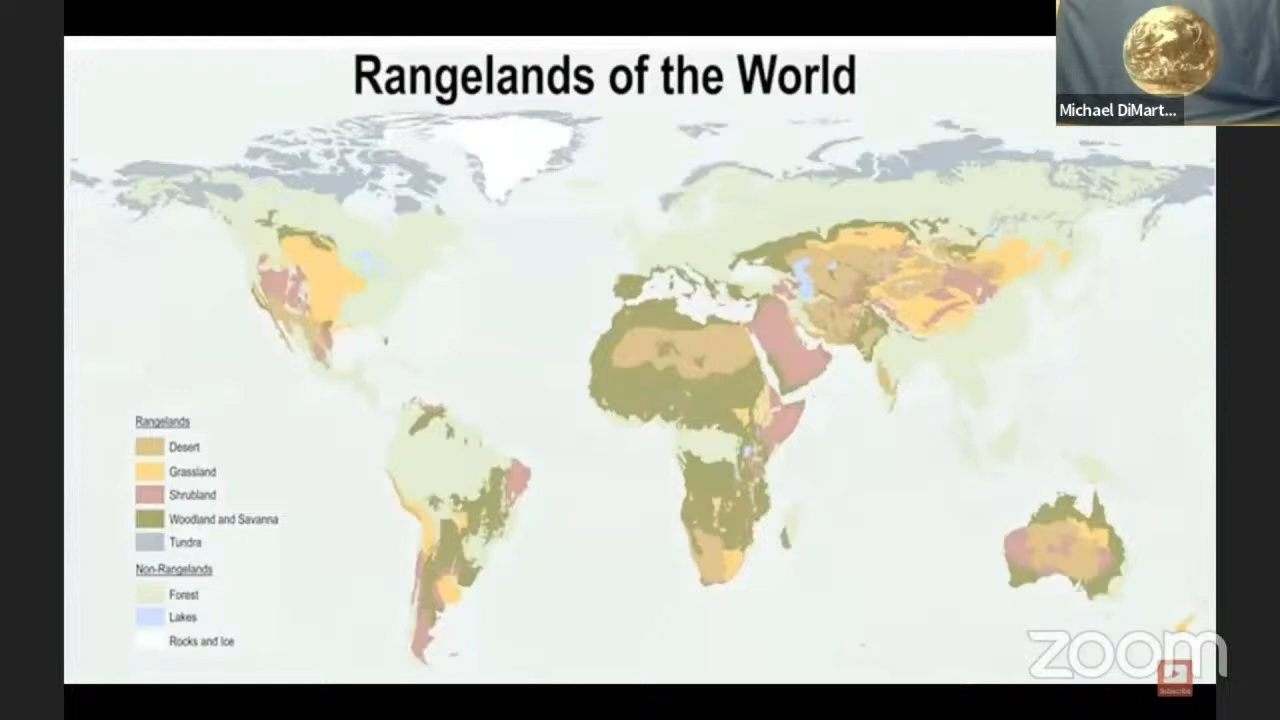 Rangelands of the World
Michael DiMart...
Rangelands
Desert
Grassland
Shrubland
Woodland and Savanna
Tundra
Non-Rangelands
Forest
Lakes
Rocks and Ice
zoom
Subscribe